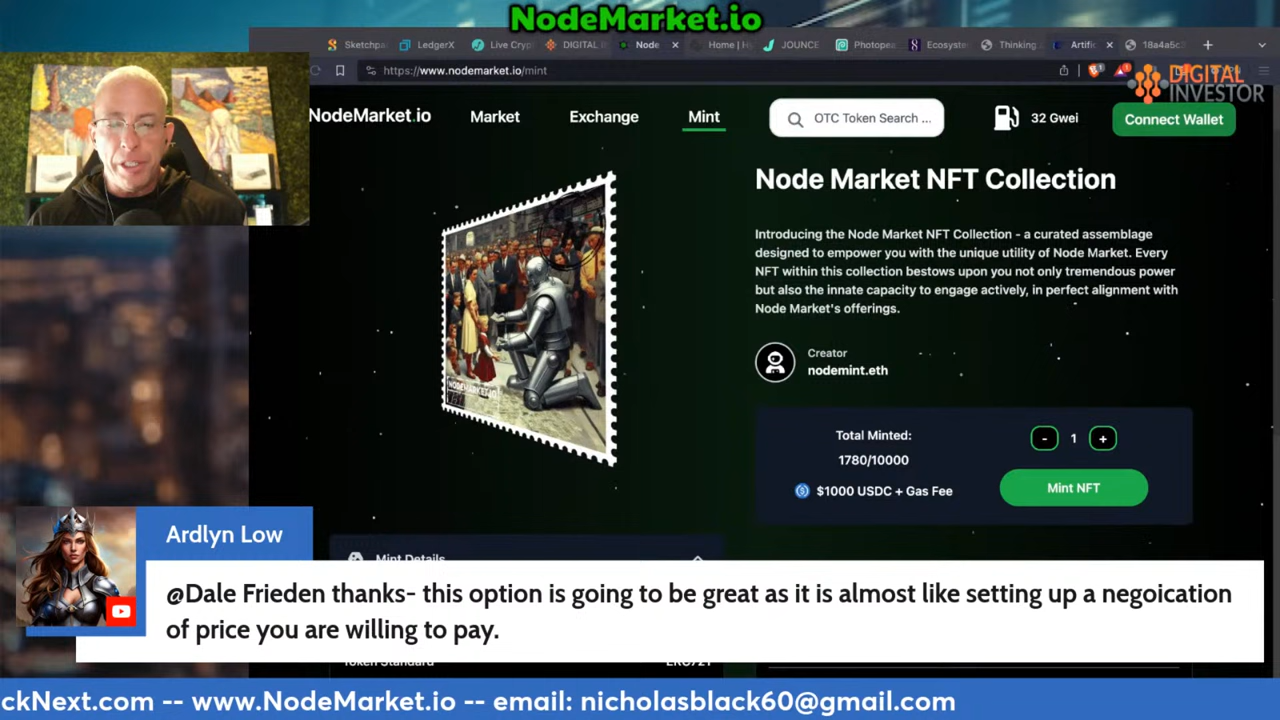 NodeMarket.io
Sketchpa
LedgerX
Live Cryp
DIGITAL I
Node
Home | H
JOUNCE
Photopea
Ecosyste
Thinking
Artific
18a4a5c2
https://www.nodemarket.io/mint
DIGITAL
INVESTOR
NodeMarket.io
Market
Exchange
Mint
OTC Token Search ...
32 Gwei
Connect Wallet
Node Market NFT Collection
Introducing the Node Market NFT Collection - a curated assemblage
designed to empower you with the unique utility of Node Market. Every
NFT within this collection bestows upon you not only tremendous power
but also the innate capacity to engage actively, in perfect alignment with
Node Market's offerings.
Creator
nodemint.eth
NODEMARKET.IO
Total Minted:
1780/10000
- 1 +
$1000 USDC + Gas Fee
Mint NFT
Mint Details
Ardlyn Low
@Dale Frieden thanks- this option is going to be great as it is almost like setting up a negoication
of price you are willing to pay.
Token Standard
ERC721
ckNext.com -- www.NodeMarket.io -- email: nicholasblack60@gmail.com